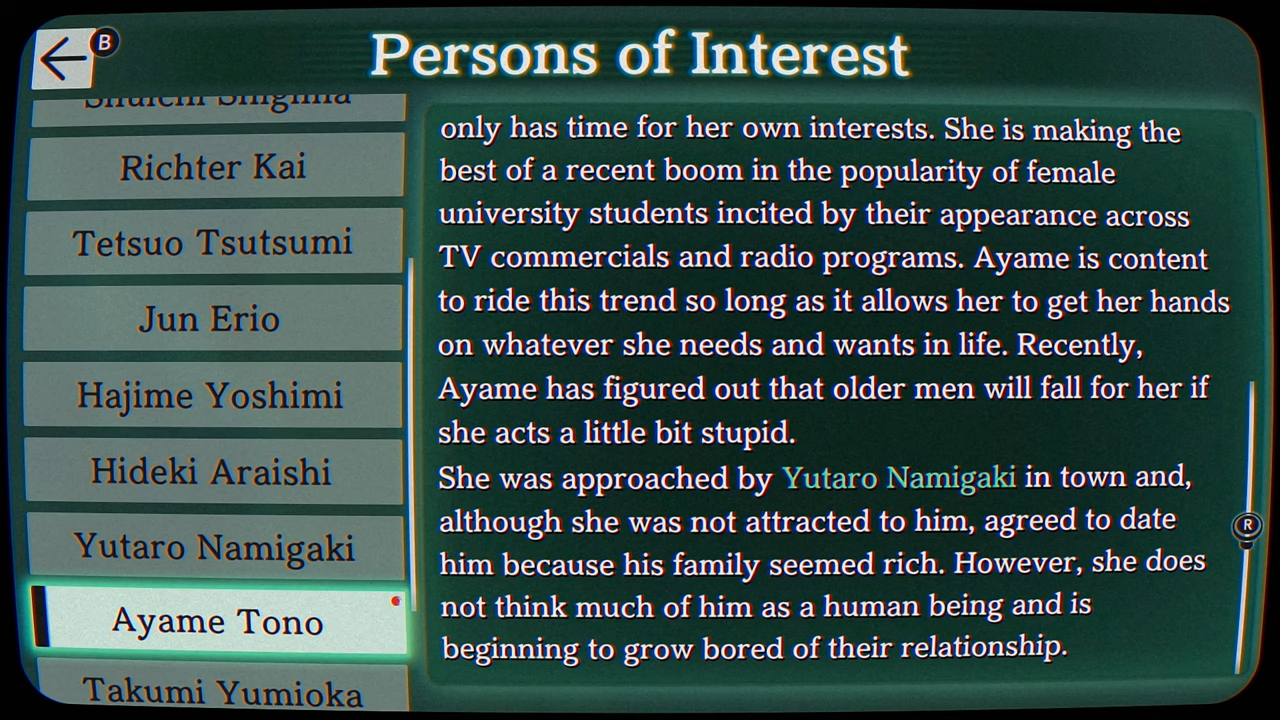 B
Persons of Interest
Shuichi Shigima
Richter Kai
Tetsuo Tsutsumi
Jun Erio
Hajime Yoshimi
Hideki Araishi
Yutaro Namigaki
Ayame Tono
Takumi Yumioka
only has time for her own interests. She is making the
best of a recent boom in the popularity of female
university students incited by their appearance across
TV commercials and radio programs. Ayame is content
to ride this trend so long as it allows her to get her hands
on whatever she needs and wants in life. Recently,
Ayame has figured out that older men will fall for her if
she acts a little bit stupid.
She was approached by Yutaro Namigaki in town and,
although she was not attracted to him, agreed to date
him because his family seemed rich. However, she does
not think much of him as a human being and is
beginning to grow bored of their relationship.
R